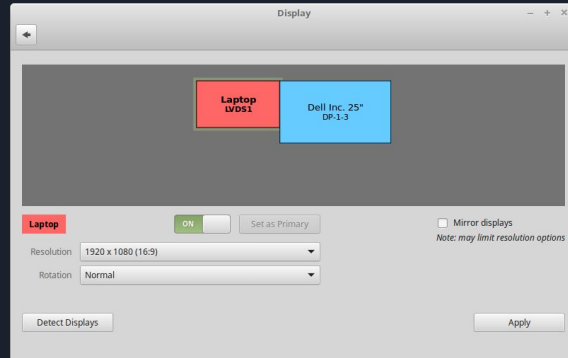 Display
Laptop
LVDS1
Dell Inc. 25"
DP-1-3
Laptop
ON
Set as Primary
Mirror displays
Note: may limit resolution options
Resolution
1920 x 1080 (16:9)
Rotation
Normal
Detect Displays
Apply